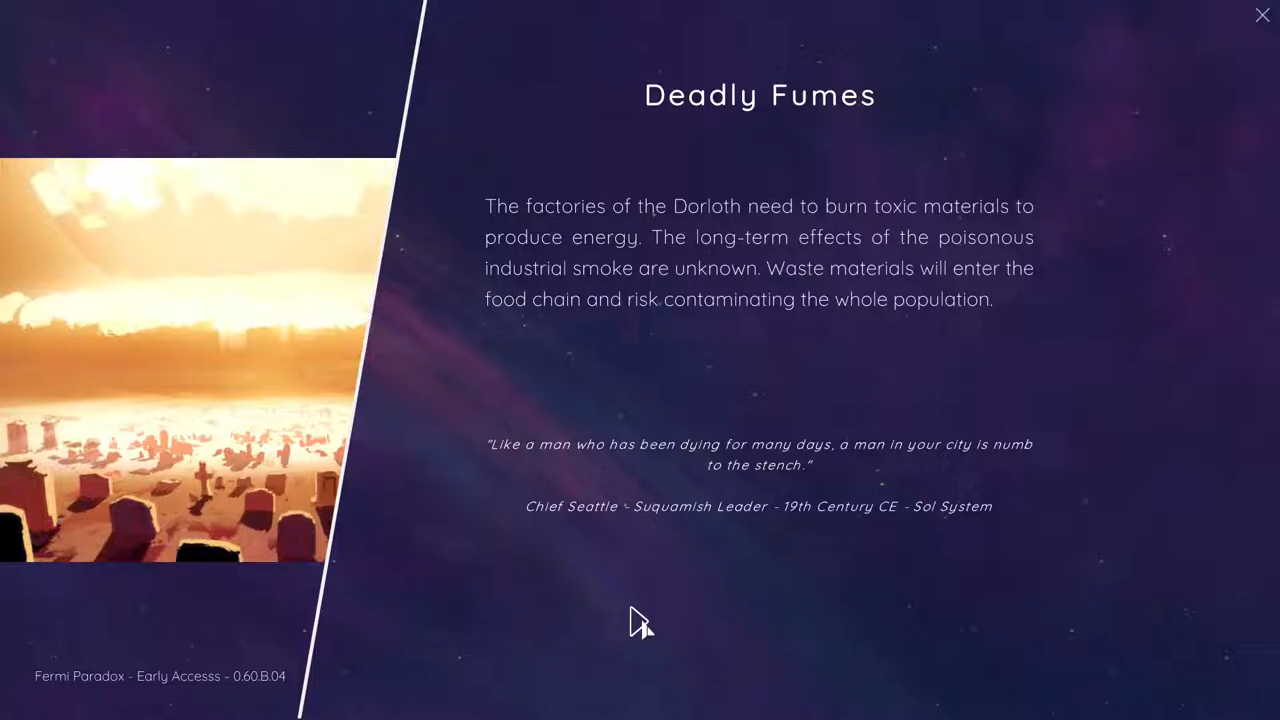 Deadly Fumes
The factories of the Dorloth need to burn toxic materials to
produce energy. The long-term effects of the poisonous
industrial smoke are unknown. Waste materials will enter the
food chain and risk contaminating the whole population.
"Like a man who has been dying for many days, a man in your city is numb
to the stench."
Chief Seattle - Suquamish Leader - 19th Century CE - Sol System
Fermi Paradox - Early Accesss - 0.60.B.04